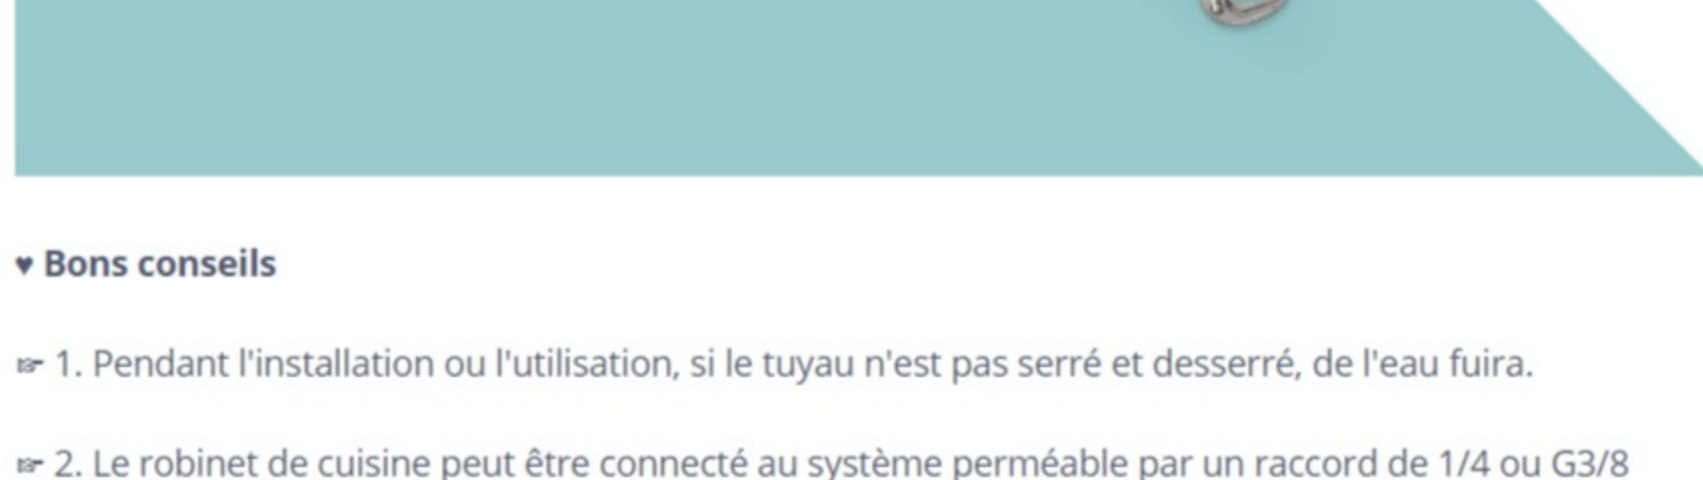 ♥ Bons conseils
☞ 1. Pendant l'installation ou l'utilisation, si le tuyau n'est pas serré et desserré, de l'eau fuira.
☞ 2. Le robinet de cuisine peut être connecté au système perméable par un raccord de 1/4 ou G3/8